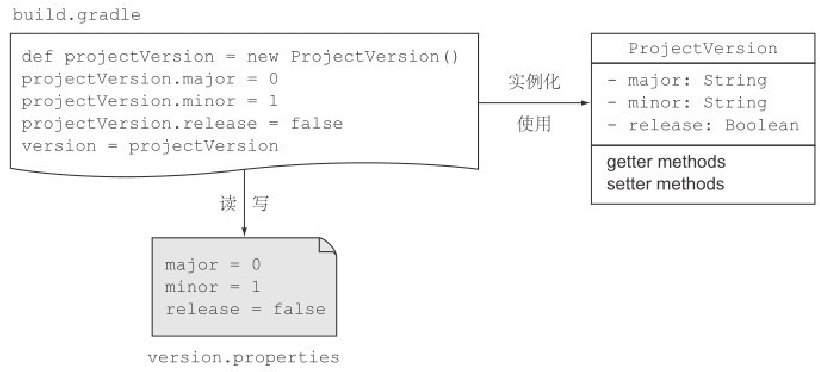 build.gradle
def projectVersion = new ProjectVersion()
projectVersion.major = 0
projectVersion.minor = 1
projectVersion.release = false
version = projectVersion
实例化
使用
ProjectVersion
- major: String
- minor: String
- release: Boolean
getter methods
setter methods
读 写
major = 0
minor = 1
release = false
version.properties